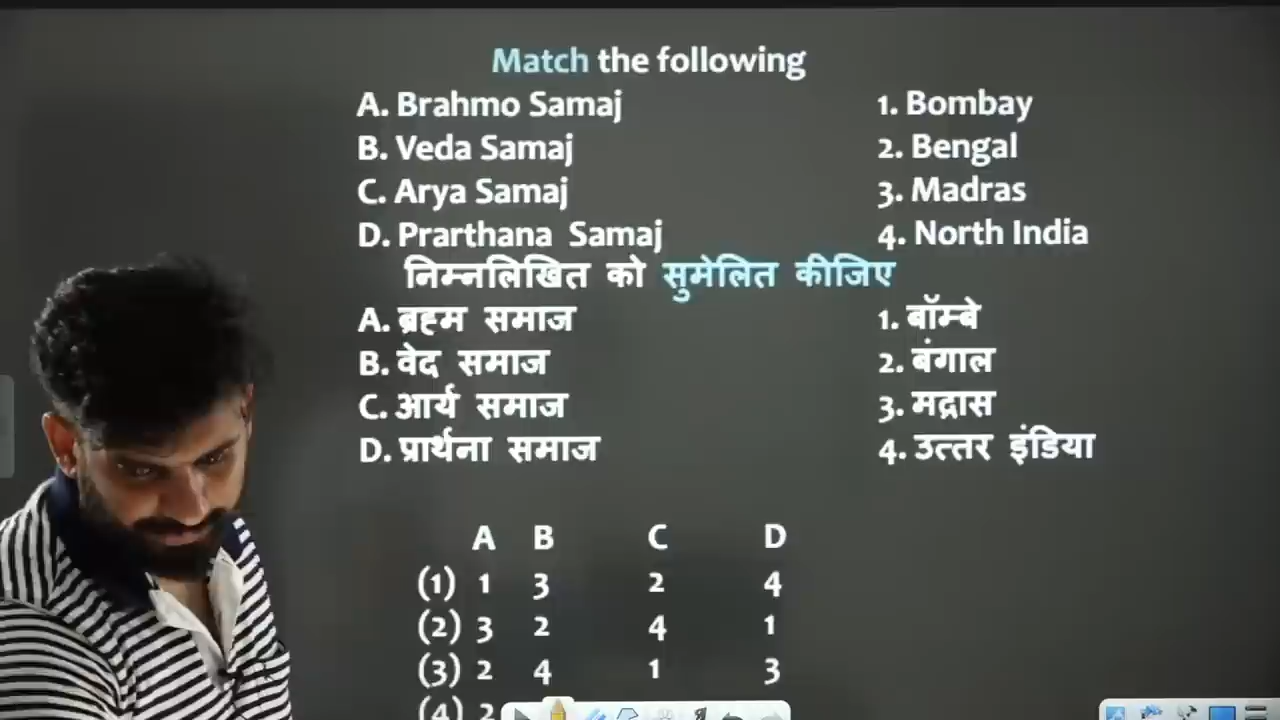 Match the following
A. Brahmo Samaj 1. Bombay
B. Veda Samaj 2. Bengal
C. Arya Samaj 3. Madras
D. Prarthana Samaj 4. North India
निम्नलिखित को सुमेलित कीजिए
A. ब्रह्म समाज 1. बॉम्बे
B. वेद समाज 2. बंगाल
C. आर्य समाज 3. मद्रास
D. प्रार्थना समाज 4. उत्तर इंडिया
A B C D
(1) 1 3 2 4
(2) 3 2 4 1
(3) 2 4 1 3
(4) 2